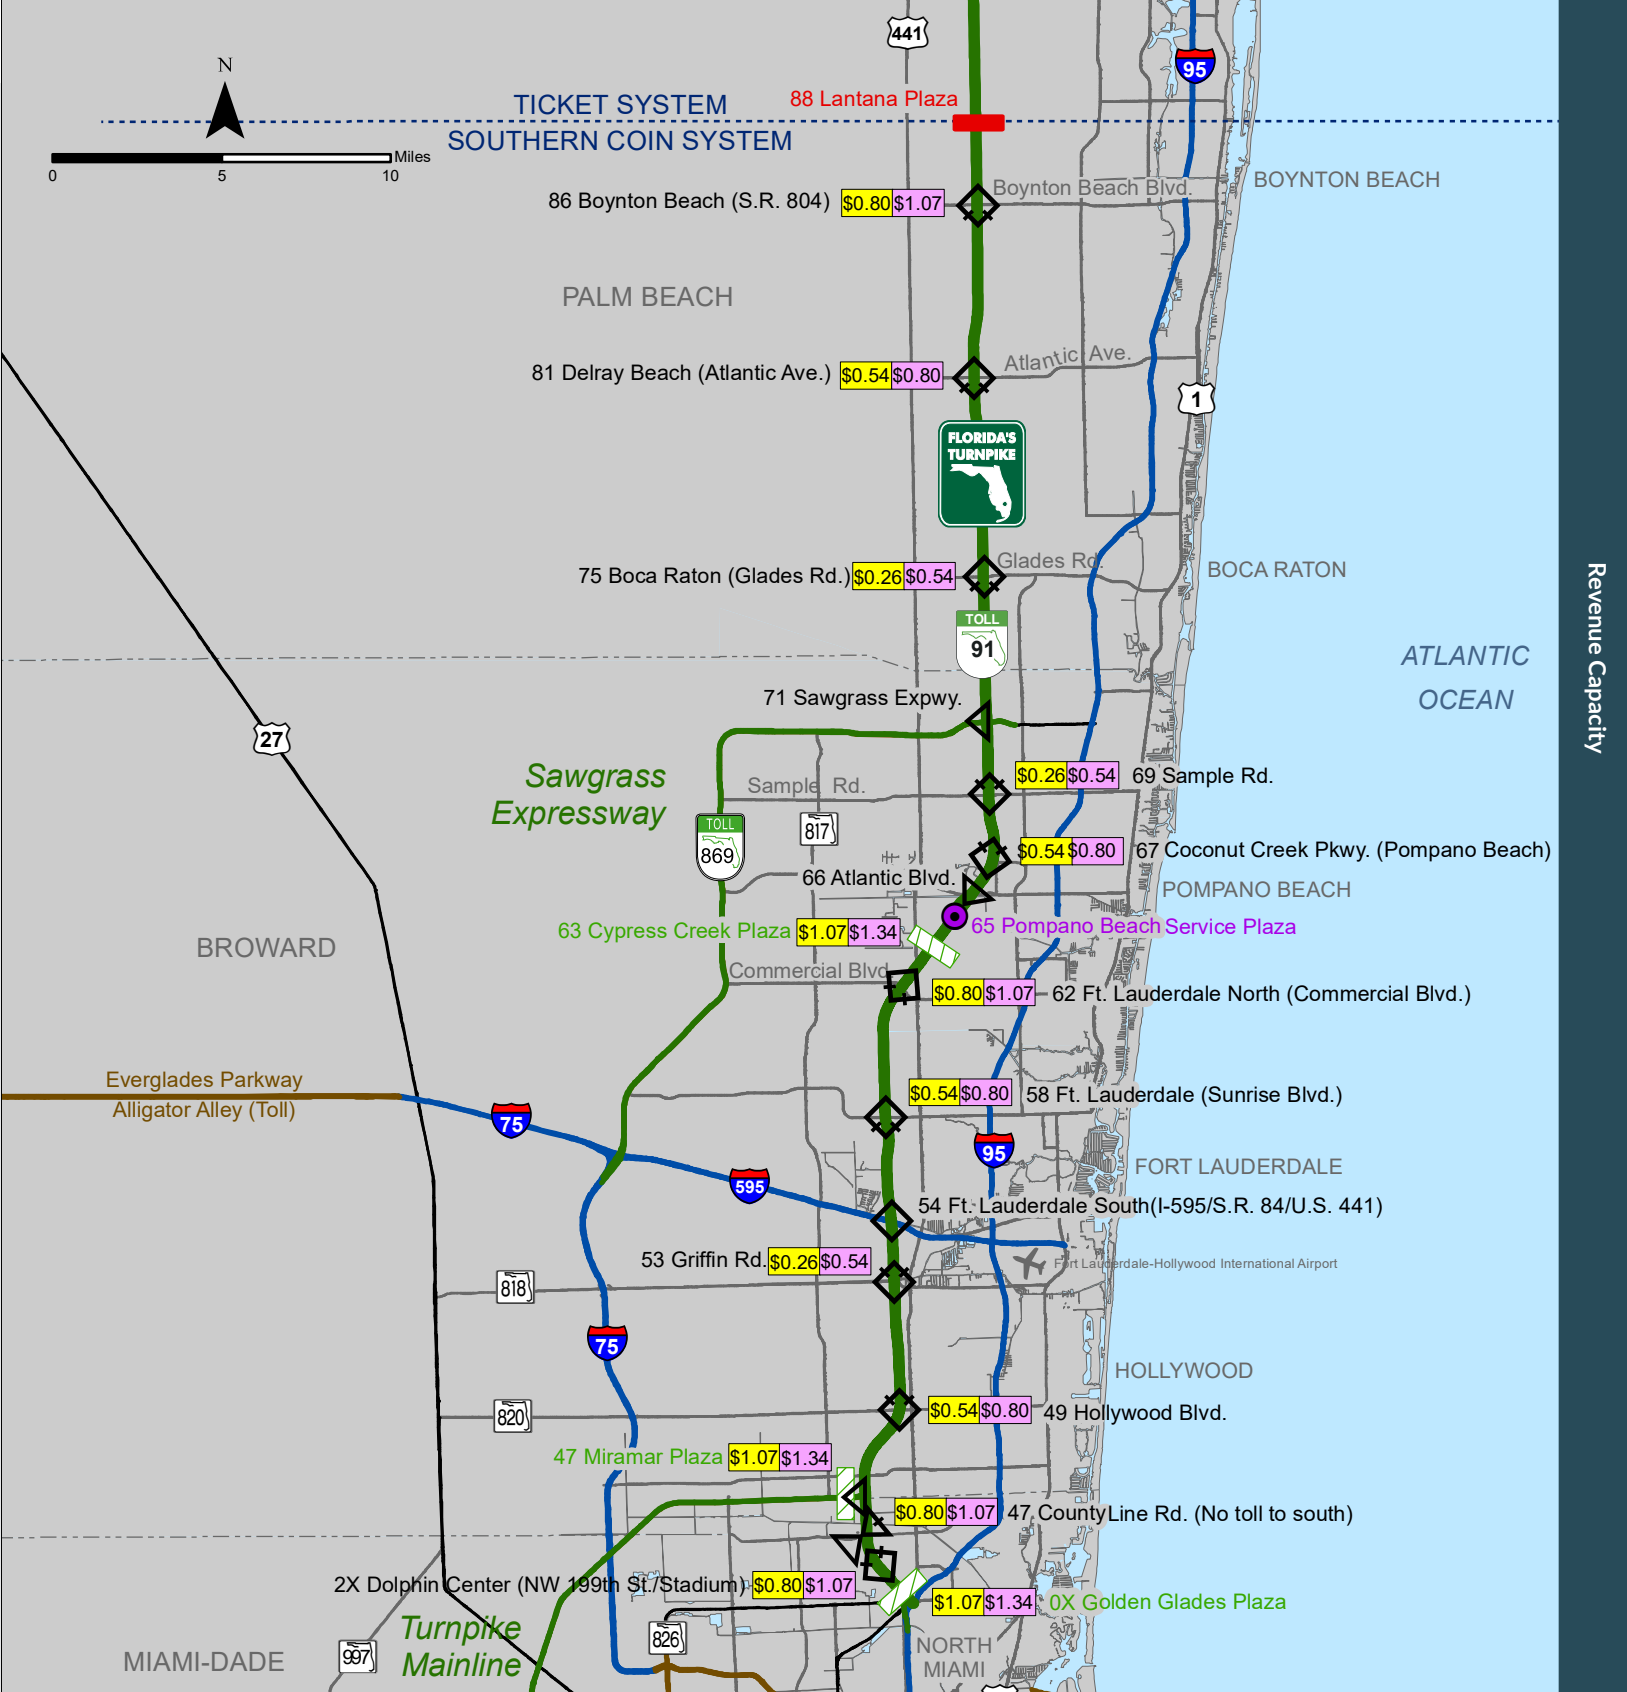 441
95
N
TICKET SYSTEM
88 Lantana Plaza
SOUTHERN COIN SYSTEM
Miles
0 5 10
86 Boynton Beach (S.R. 804) $0.80 $1.07
Boynton Beach Blvd.
BOYNTON BEACH
PALM BEACH
81 Delray Beach (Atlantic Ave.) $0.54 $0.80
Atlantic Ave.
1
FLORIDA'S
TURNPIKE
75 Boca Raton (Glades Rd.) $0.26 $0.54
Glades Rd.
BOCA RATON
TOLL
91
ATLANTIC
OCEAN
Revenue Capacity
71 Sawgrass Expwy.
27
Sawgrass
Expressway
Sample Rd.
$0.26 $0.54 69 Sample Rd.
TOLL
869
817
$0.54 $0.80 67 Coconut Creek Pkwy. (Pompano Beach)
66 Atlantic Blvd.
POMPANO BEACH
63 Cypress Creek Plaza $1.07 $1.34
65 Pompano Beach Service Plaza
BROWARD
Commercial Blvd
$0.80 $1.07 62 Ft. Lauderdale North (Commercial Blvd.)
Everglades Parkway
Alligator Alley (Toll)
75
$0.54 $0.80 58 Ft. Lauderdale (Sunrise Blvd.)
95
FORT LAUDERDALE
595
54 Ft. Lauderdale South(I-595/S.R. 84/U.S. 441)
53 Griffin Rd. $0.26 $0.54
Fort Lauderdale-Hollywood International Airport
818
75
HOLLYWOOD
820
$0.54 $0.80 49 Hollywood Blvd.
47 Miramar Plaza $1.07 $1.34
$0.80 $1.07 47 County Line Rd. (No toll to south)
2X Dolphin Center (NW 199th St./Stadium) $0.80 $1.07
$1.07 $1.34 0X Golden Glades Plaza
Turnpike
Mainline
826
997
MIAMI-DADE
NORTH
MIAMI